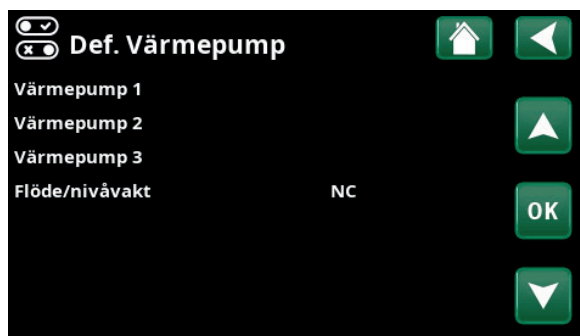 Def. Värmepump
Värmepump 1
Värmepump 2
Värmepump 3
Flöde/nivåvakt NC
OK